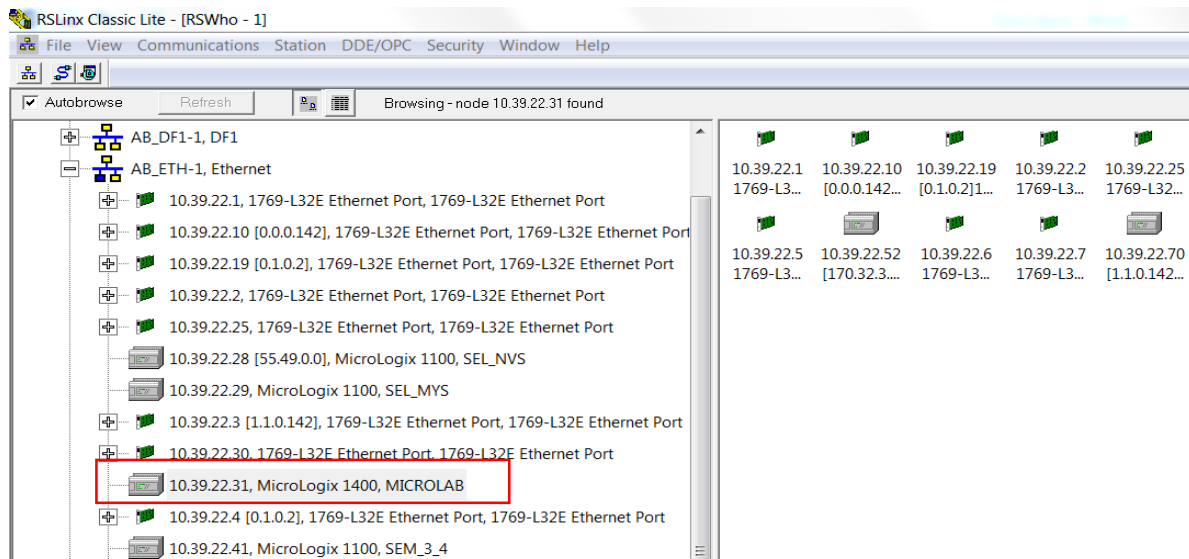 RSLinx Classic Lite - [RSWho - 1]
File View Communications Station DDE/OPC Security Window Help
Autobrowse Refresh Browsing - node 10.39.22.31 found
AB_DF1-1, DF1
AB_ETH-1, Ethernet
10.39.22.1, 1769-L32E Ethernet Port, 1769-L32E Ethernet Port
10.39.22.10 [0.0.0.142], 1769-L32E Ethernet Port, 1769-L32E Ethernet Port
10.39.22.19 [0.1.0.2], 1769-L32E Ethernet Port, 1769-L32E Ethernet Port
10.39.22.2, 1769-L32E Ethernet Port, 1769-L32E Ethernet Port
10.39.22.25, 1769-L32E Ethernet Port, 1769-L32E Ethernet Port
10.39.22.28 [55.49.0.0], MicroLogix 1100, SEL_NVS
10.39.22.29, MicroLogix 1100, SEL_MYS
10.39.22.3 [1.1.0.142], 1769-L32E Ethernet Port, 1769-L32E Ethernet Port
10.39.22.30, 1769-L32E Ethernet Port, 1769-L32E Ethernet Port
10.39.22.31, MicroLogix 1400, MICROLAB
10.39.22.4 [0.1.0.2], 1769-L32E Ethernet Port, 1769-L32E Ethernet Port
10.39.22.41, MicroLogix 1100, SEM_3_4
10.39.22.1 10.39.22.10 10.39.22.19 10.39.22.2 10.39.22.25
1769-L3... [0.0.0.142... [0.1.0.2]1... 1769-L3... 1769-L32...
10.39.22.5 10.39.22.52 10.39.22.6 10.39.22.7 10.39.22.70
1769-L3... [170.32.3.... 1769-L3... 1769-L3... [1.1.0.142...